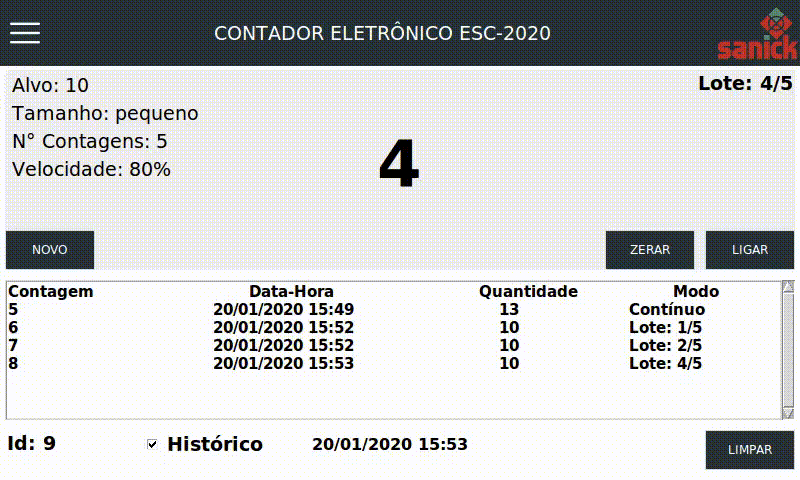 CONTADOR ELETRÔNICO ESC-2020
sanick
Alvo: 10
Lote: 4/5
Tamanho: pequeno
N° Contagens: 5
Velocidade: 80%
4
NOVO
ZERAR
LIGAR
Contagem Data-Hora Quantidade Modo
5 20/01/2020 15:49 13 Contínuo
6 20/01/2020 15:52 10 Lote: 1/5
7 20/01/2020 15:52 10 Lote: 2/5
8 20/01/2020 15:53 10 Lote: 4/5
Id: 9
Histórico
20/01/2020 15:53
LIMPAR